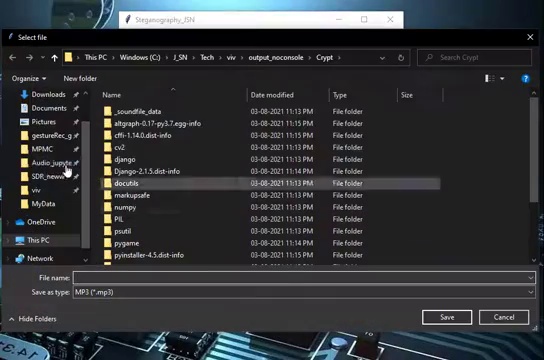 Steganography_JSN
Select file
This PC > Windows (C:) > J_SN > Tech > viv > output_noconsole > Crypt
Search Crypt
Organize
New folder
Downloads
Documents
Pictures
gestureRec_g
MPMC
Audio_jupyte
SDR_news
viv
MyData
OneDrive
This PC
Network
Name Date modified Type Size
_soundfile_data 03-08-2021 11:13 PM File folder
altgraph-0.17-py3.7.egg-info 03-08-2021 11:15 PM File folder
cffi-1.14.0.dist-info 03-08-2021 11:15 PM File folder
cv2 03-08-2021 11:13 PM File folder
django 03-08-2021 11:13 PM File folder
Django-2.1.5.dist-info 03-08-2021 11:14 PM File folder
docutils 03-08-2021 11:13 PM File folder
markupsafe 03-08-2021 11:13 PM File folder
numpy 03-08-2021 11:13 PM File folder
PIL 03-08-2021 11:13 PM File folder
psutil 03-08-2021 11:13 PM File folder
pygame 03-08-2021 11:14 PM File folder
pyinstaller-4.5.dist-info 03-08-2021 11:14 PM File folder
File name:
Save as type: MP3 (*.mp3)
Hide Folders
Save
Cancel